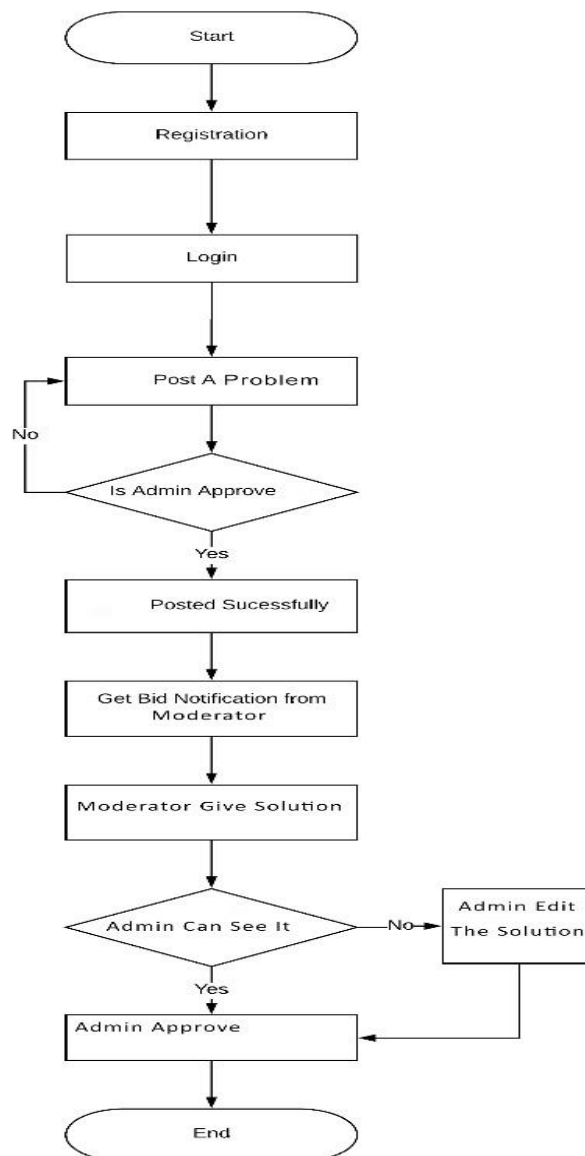 Start
Registration
Login
Post A Problem
No
Is Admin Approve
Yes
Posted Sucessfully
Get Bid Notification from
Moderator
Moderator Give Solution
Admin Can See It
No
Admin Edit
The Solution
Yes
Admin Approve
End